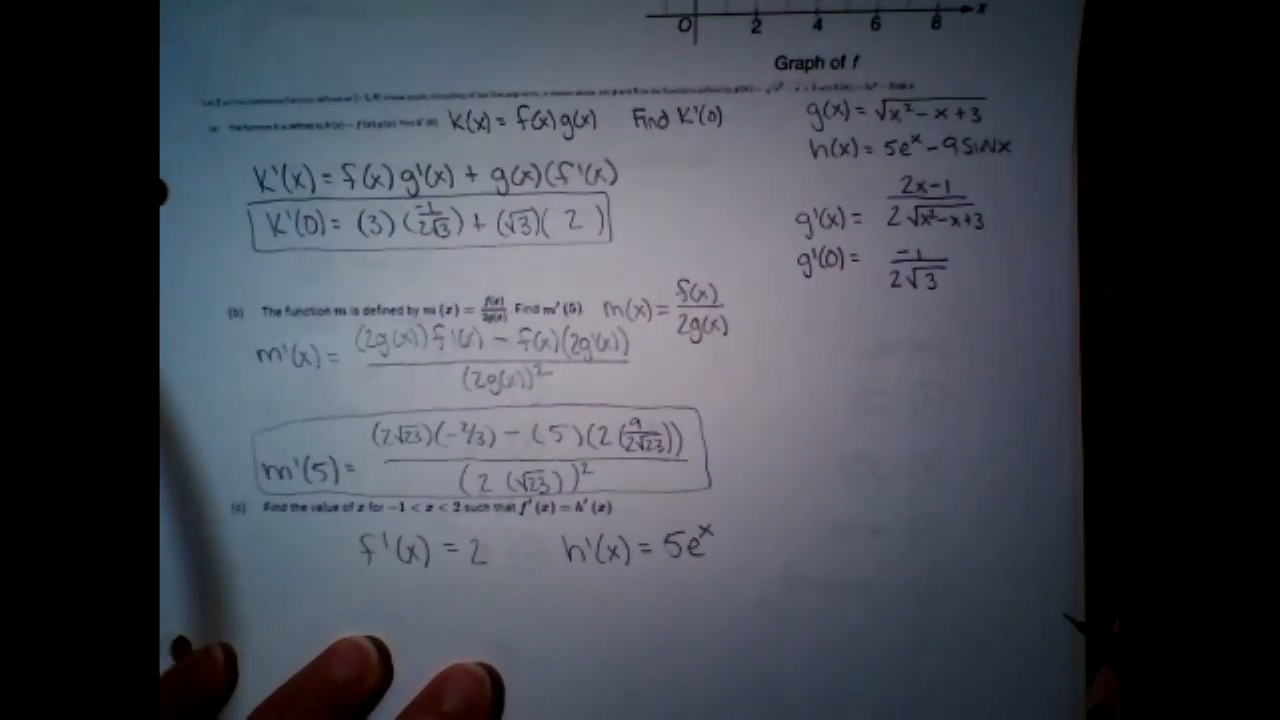 O 2 4 6 8 x
Graph of f
K(x) = f(x)g(x) Find K'(0)
g(x) = √x²-x+3
h(x) = 5eˣ - 9 sin x
K'(x) = f(x) g'(x) + g(x)(f'(x)
K'(0) = (3)(-1/2√3) + (√3)( 2 )
g'(x) = 2x-1 / 2√x²-x+3
g'(0) = -1 / 2√3
(b) The function m is defined by m (x) = f(x)/2g(x). Find m' (5) m(x) = f(x)/2g(x)
m'(x) = (2g(x))f'(x) - f(x)(2g'(x)) / (2g(x))²
m'(5) = (2√23)(-2/3) - (5)(2(9/2√23)) / (2 (√23))²
(c) Find the value of x for -1 < x < 2 such that f' (x) = h' (x)
f'(x) = 2 h'(x) = 5eˣ